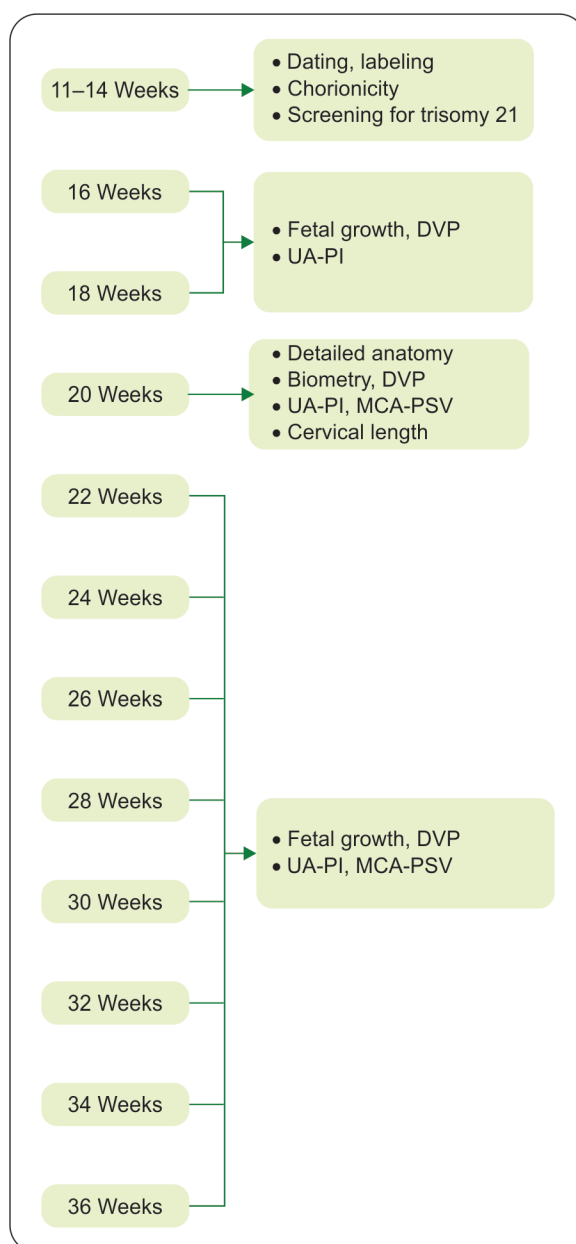 11–14 Weeks
• Dating, labeling
• Chorionicity
• Screening for trisomy 21
16 Weeks
18 Weeks
• Fetal growth, DVP
• UA-PI
20 Weeks
• Detailed anatomy
• Biometry, DVP
• UA-PI, MCA-PSV
• Cervical length
22 Weeks
24 Weeks
26 Weeks
28 Weeks
30 Weeks
32 Weeks
34 Weeks
36 Weeks
• Fetal growth, DVP
• UA-PI, MCA-PSV